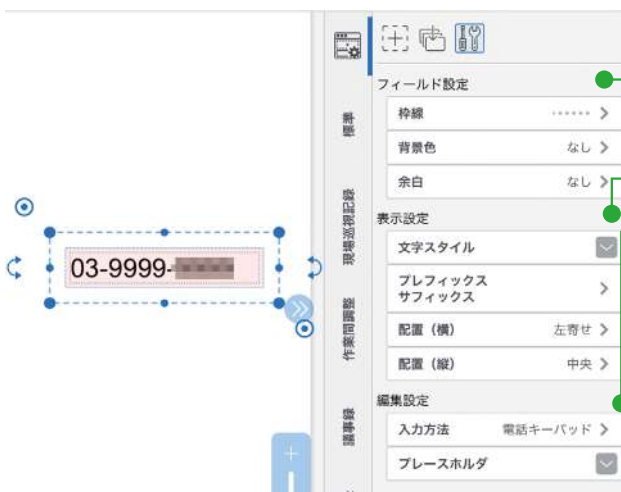 フィールド設定
枠線
背景色 なし
余白 なし
表示設定
文字スタイル
プレフィックス
サフィックス
配置（横） 左寄せ
配置（縦） 中央
編集設定
入力方法 電話キーパッド
プレースホルダ
標準
現場巡視記録
作業間調整
議事録
03-9999-